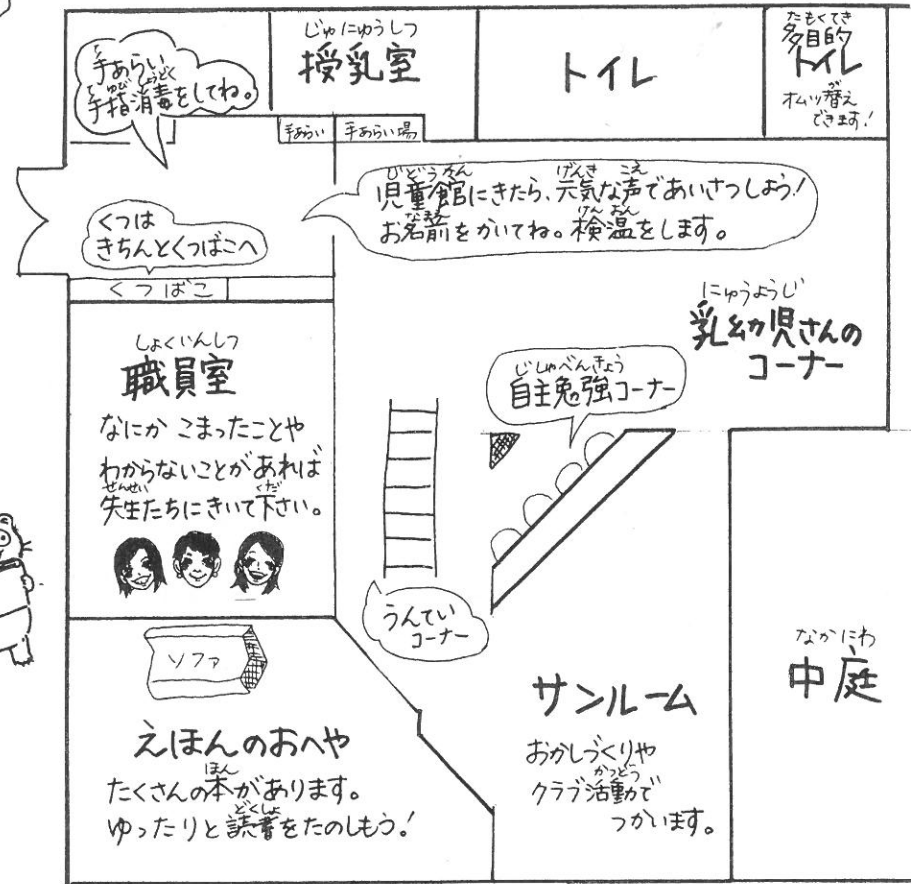 手あらい
手指消毒をしてね。
授乳室
トイレ
多目的
トイレ
オムツ替え
できます!
手あらい
手あらい場
児童館にきたら、元気な声であいさつしよう!
お名前をかいてね。検温をします。
くつは
きちんとくつばこへ
くつばこ
職員室
なにか こまったことや
わからないことがあれば
先生たちにきいて下さい。
乳幼児さんの
コーナー
自主勉強コーナー
うんてい
コーナー
ソファ
えほんのおへや
たくさんの本があります。
ゆったりと読書をたのしもう!
サンルーム
おかしづくりや
クラブ活動で
つかいます。
中庭